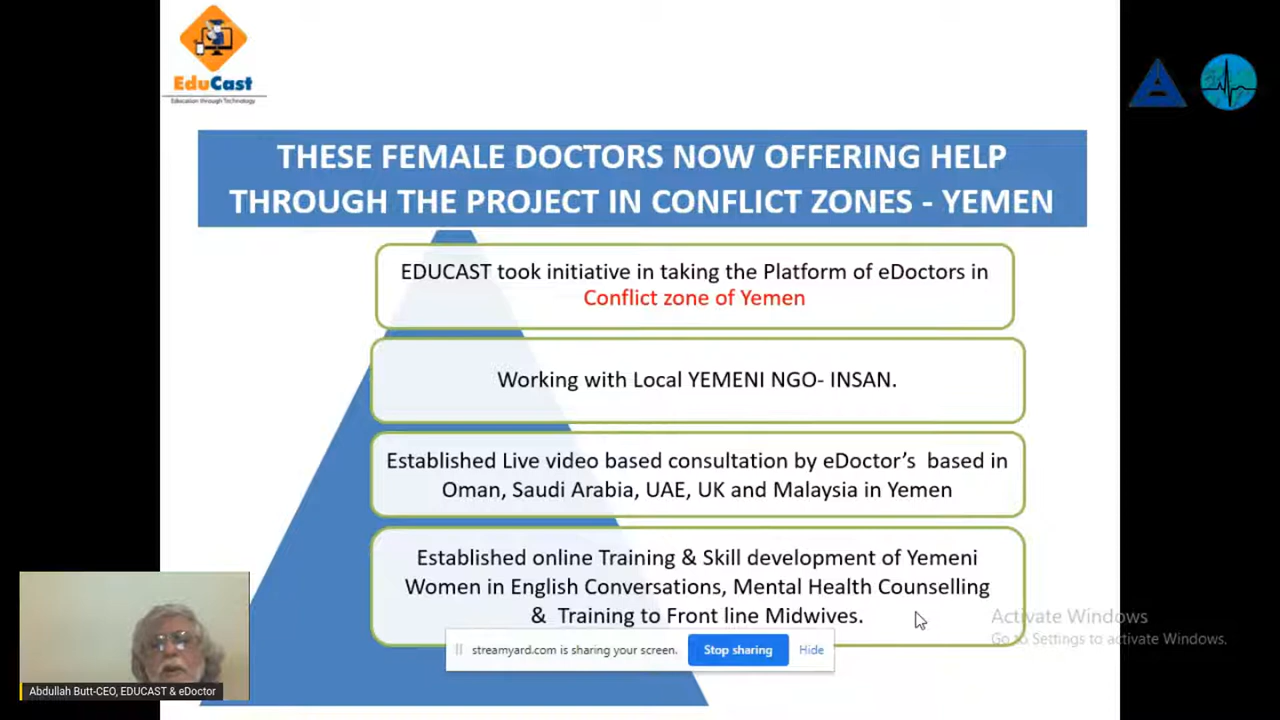 EduCast
Education through Technology
THESE FEMALE DOCTORS NOW OFFERING HELP
THROUGH THE PROJECT IN CONFLICT ZONES - YEMEN
EDUCAST took initiative in taking the Platform of eDoctors in
Conflict zone of Yemen
Working with Local YEMENI NGO- INSAN.
Established Live video based consultation by eDoctor’s based in
Oman, Saudi Arabia, UAE, UK and Malaysia in Yemen
Established online Training & Skill development of Yemeni
Women in English Conversations, Mental Health Counselling
& Training to Front line Midwives.
Activate Windows
Go to Settings to activate Windows.
streamyard.com is sharing your screen.
Stop sharing
Hide
Abdullah Butt-CEO, EDUCAST & eDoctor